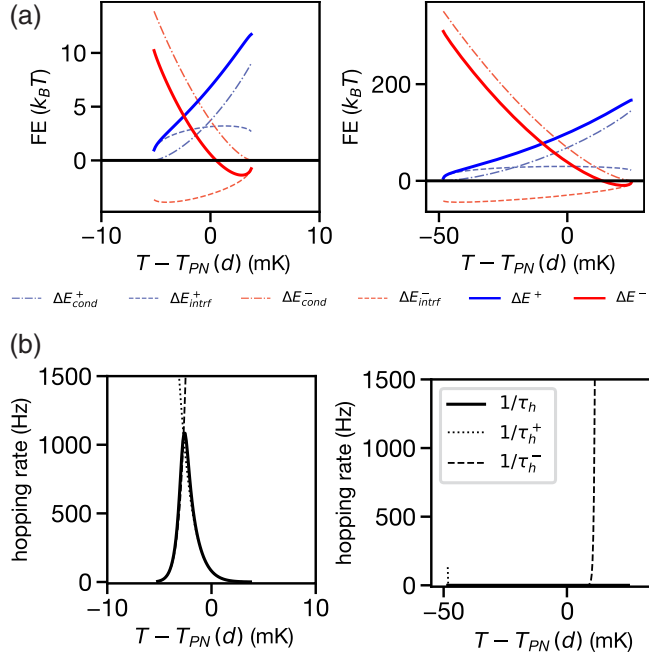 (a)
FE (k_BT)
10
5
0
−10
0
10
T − T_PN(d) (mK)
FE (k_BT)
200
0
−50
0
T − T_PN(d) (mK)
ΔE⁺_cond
ΔE⁺_intrf
ΔE⁻_cond
ΔE⁻_intrf
ΔE⁺
ΔE⁻
(b)
hopping rate (Hz)
1500
1000
500
0
−10
0
10
T − T_PN(d) (mK)
hopping rate (Hz)
1500
1000
500
0
−50
0
T − T_PN(d) (mK)
1/τ_h
1/τ_h⁺
1/τ_h⁻